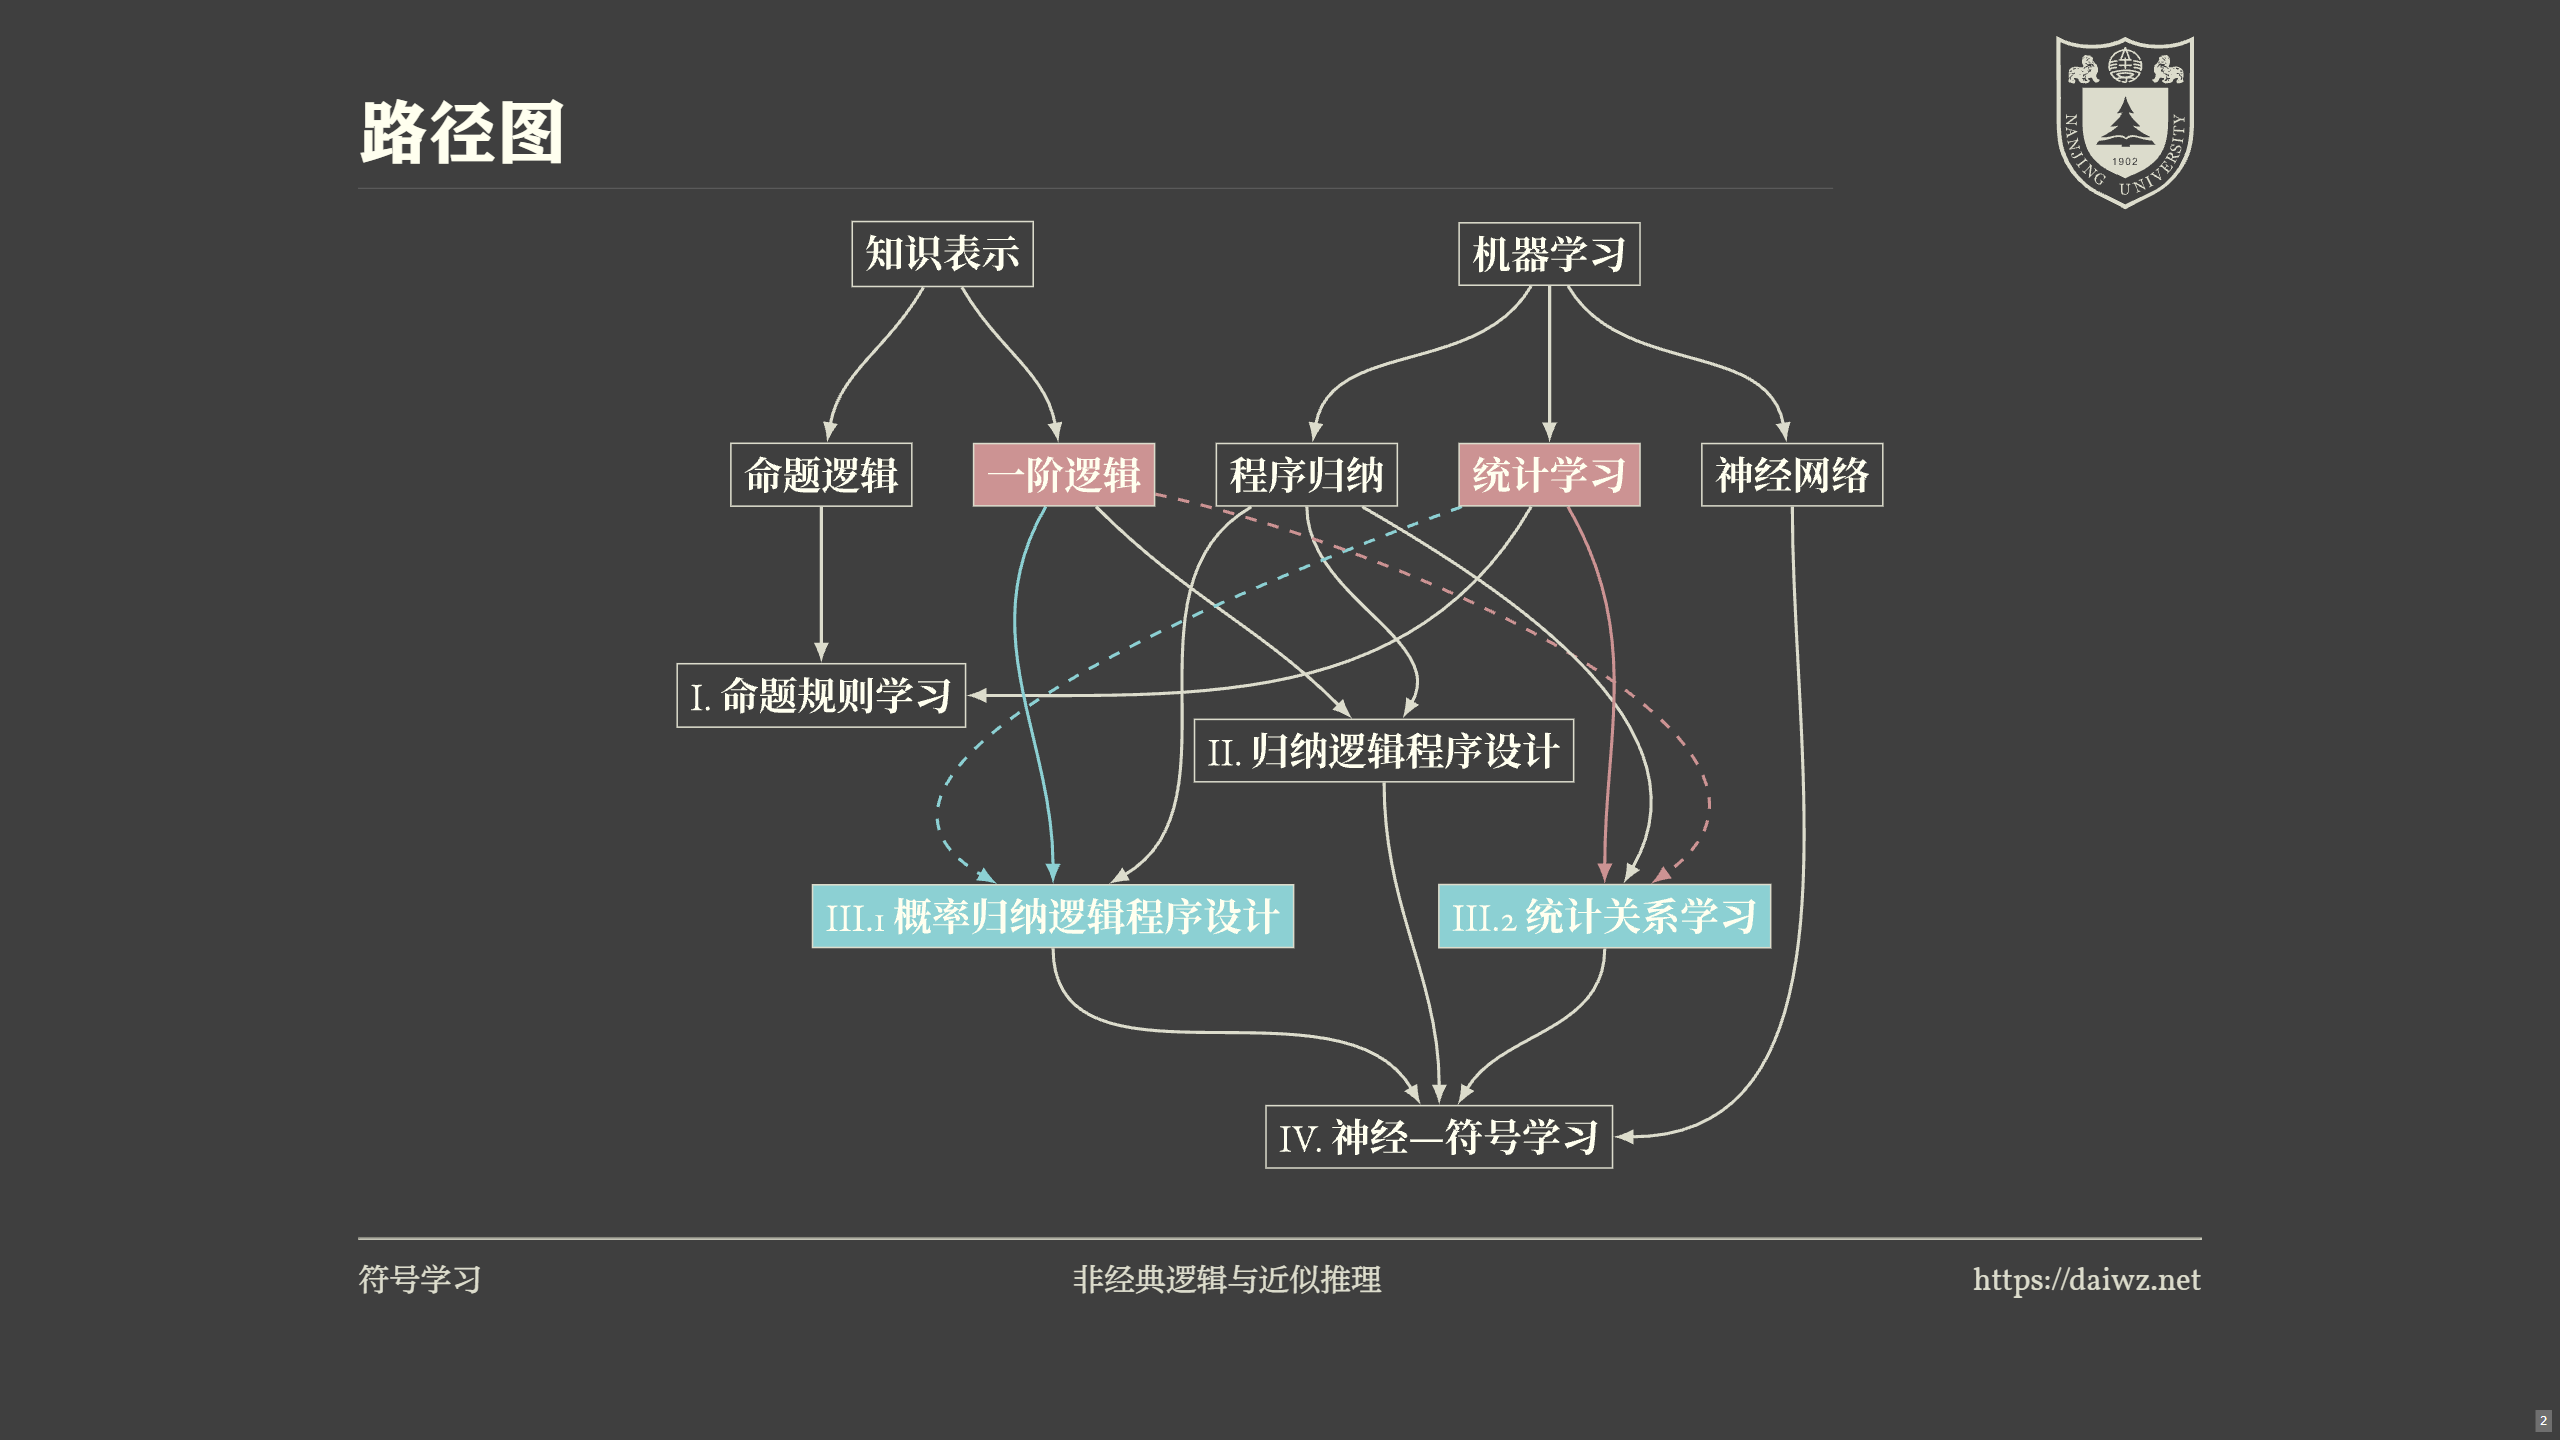 路径图
NANJING UNIVERSITY
1902
知识表示
机器学习
命题逻辑
一阶逻辑
程序归纳
统计学习
神经网络
I. 命题规则学习
II. 归纳逻辑程序设计
III.1 概率归纳逻辑程序设计
III.2 统计关系学习
IV. 神经—符号学习
符号学习
非经典逻辑与近似推理
https://daiwz.net
2